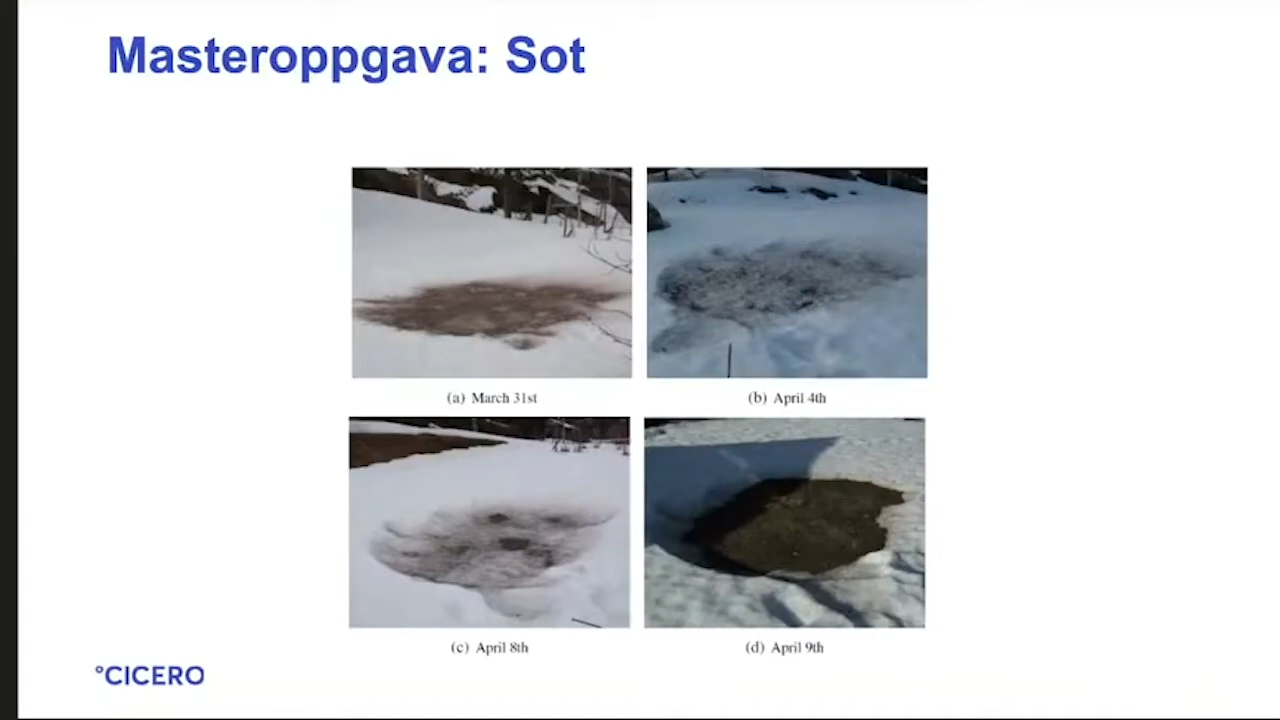 Masteroppgava: Sot
(a) March 31st
(b) April 4th
(c) April 8th
(d) April 9th
°CICERO